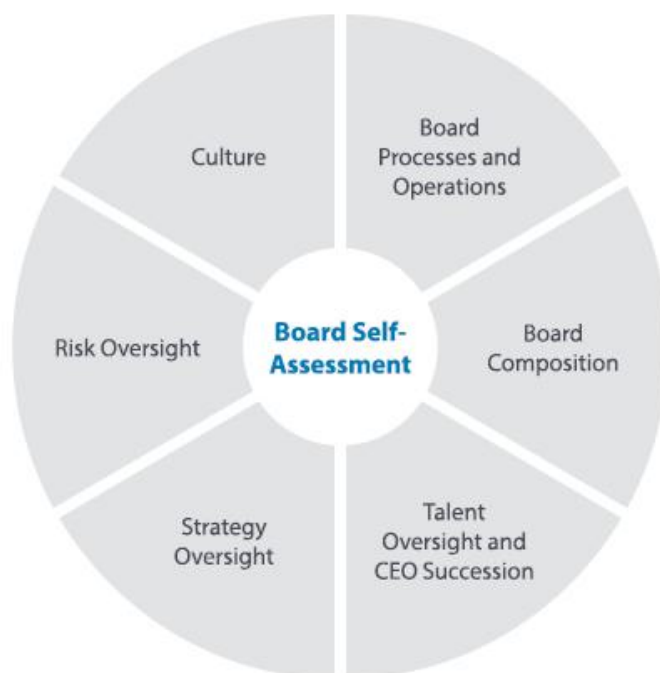 Culture
Board
Processes and
Operations
Risk Oversight
Board Self-
Assessment
Board
Composition
Strategy
Oversight
Talent
Oversight and
CEO Succession